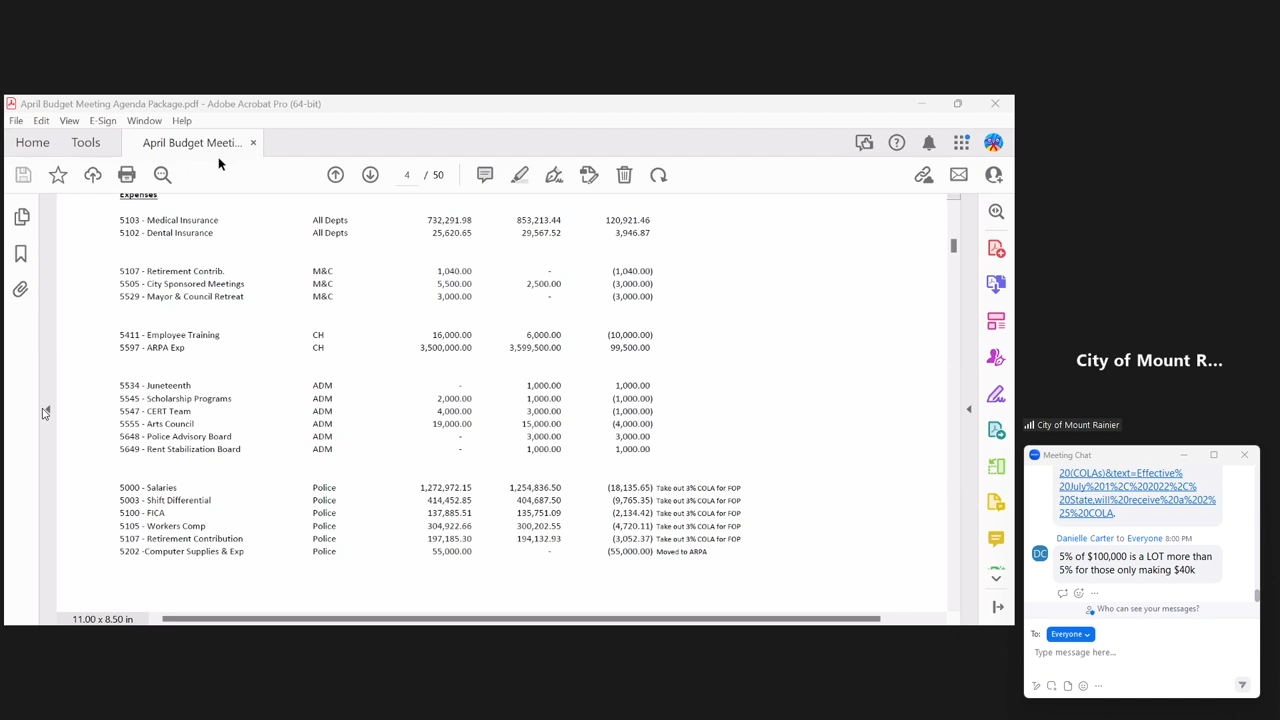 April Budget Meeting Agenda Package.pdf - Adobe Acrobat Pro (64-bit)
File Edit View E-Sign Window Help
Home Tools April Budget Meeti... ×
4 / 50
Expenses
5103 - Medical Insurance All Depts 732,291.98 853,213.44 120,921.46
5102 - Dental Insurance All Depts 25,620.65 29,567.52 3,946.87
5107 - Retirement Contrib. M&C 1,040.00 - (1,040.00)
5505 - City Sponsored Meetings M&C 5,500.00 2,500.00 (3,000.00)
5529 - Mayor & Council Retreat M&C 3,000.00 - (3,000.00)
5411 - Employee Training CH 16,000.00 6,000.00 (10,000.00)
5597 - ARPA Exp CH 3,500,000.00 3,599,500.00 99,500.00
5534 - Juneteenth ADM - 1,000.00 1,000.00
5545 - Scholarship Programs ADM 2,000.00 1,000.00 (1,000.00)
5547 - CERT Team ADM 4,000.00 3,000.00 (1,000.00)
5555 - Arts Council ADM 19,000.00 15,000.00 (4,000.00)
5648 - Police Advisory Board ADM - 3,000.00 3,000.00
5649 - Rent Stabilization Board ADM - 1,000.00 1,000.00
5000 - Salaries Police 1,272,972.15 1,254,836.50 (18,135.65) Take out 3% COLA for FOP
5003 - Shift Differential Police 414,452.85 404,687.50 (9,765.35) Take out 3% COLA for FOP
5100 - FICA Police 137,885.51 135,751.09 (2,134.42) Take out 3% COLA for FOP
5105 - Workers Comp Police 304,922.66 300,202.55 (4,720.11) Take out 3% COLA for FOP
5107 - Retirement Contribution Police 197,185.30 194,132.93 (3,052.37) Take out 3% COLA for FOP
5202 -Computer Supplies & Exp Police 55,000.00 - (55,000.00) Moved to ARPA
11.00 x 8.50 in
City of Mount R...
City of Mount Rainier
Meeting Chat
20(COLAs)&text=Effective%
20July%201%2C%202022%2C%
20State,will%20receive%20a%202%
25%20COLA.
Danielle Carter to Everyone 8:00 PM
DC
5% of $100,000 is a LOT more than
5% for those only making $40k
Who can see your messages?
To: Everyone
Type message here...